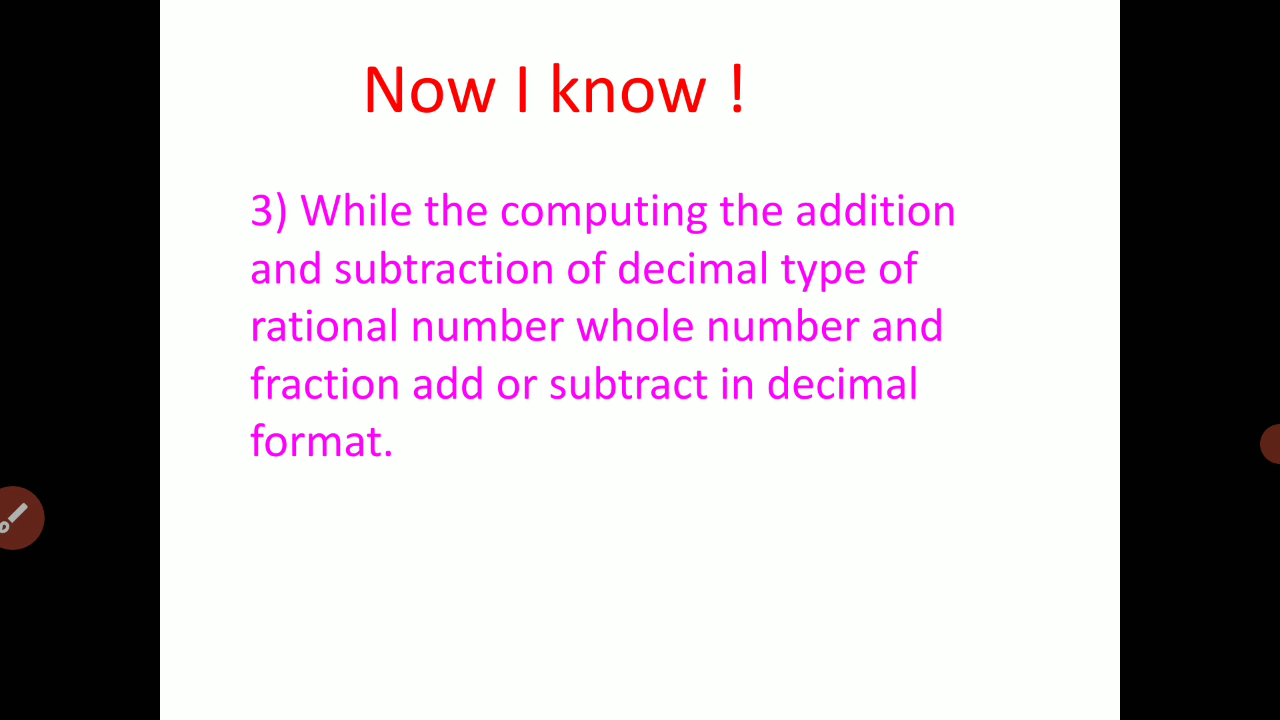 Now I know !
3) While the computing the addition
and subtraction of decimal type of
rational number whole number and
fraction add or subtract in decimal
format.